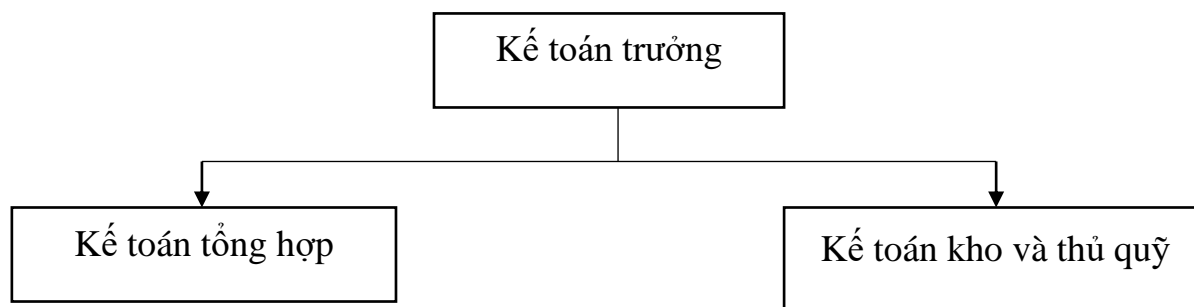 Kế toán trưởng
Kế toán tổng hợp
Kế toán kho và thủ quỹ